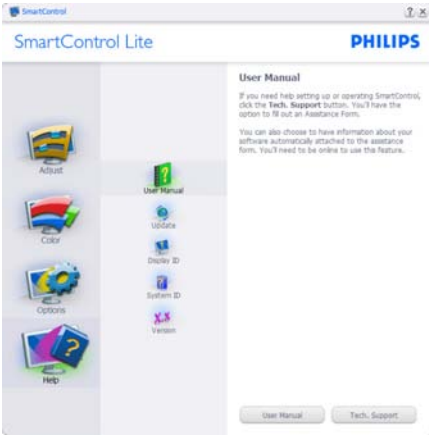 SmartControl
SmartControl Lite
PHILIPS
Adjust
Color
Options
Help
User Manual
Update
Display ID
System ID
Version
User Manual
If you need help setting up or operating SmartControl,
click the Tech. Support button. You'll have the
option to fill out an Assistance Form.
You can also choose to have information about your
software automatically attached to the assistance
form. You'll need to be online to use this feature.
User Manual
Tech. Support